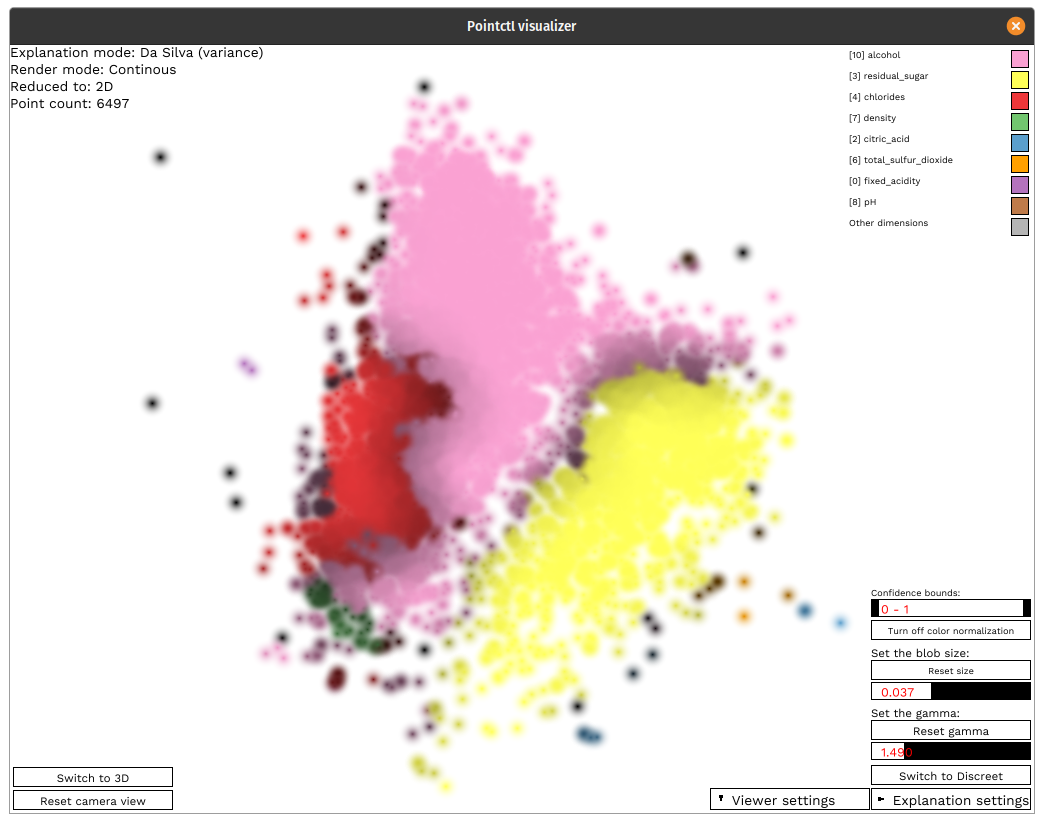 Pointctl visualizer
Explanation mode: Da Silva (variance)
Render mode: Continous
Reduced to: 2D
Point count: 6497
[10] alcohol
[3] residual_sugar
[4] chlorides
[7] density
[2] citric_acid
[6] total_sulfur_dioxide
[0] fixed_acidity
[8] pH
Other dimensions
Confidence bounds:
0 - 1
Turn off color normalization
Set the blob size:
Reset size
0.037
Set the gamma:
Reset gamma
1.490
Switch to Discreet
Switch to 3D
Reset camera view
Viewer settings
Explanation settings